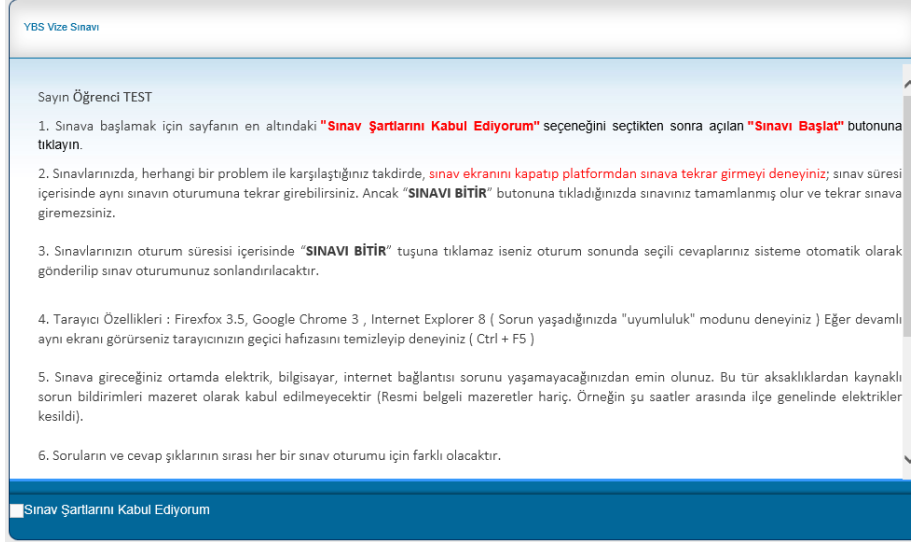 YBS Vize Sınavı
Sayın Öğrenci TEST
1. Sınava başlamak için sayfanın en altındaki "Sınav Şartlarını Kabul Ediyorum" seçeneğini seçtikten sonra açılan "Sınavı Başlat" butonuna
tıklayın.
2. Sınavlarınızda, herhangi bir problem ile karşılaştığınız takdirde, sınav ekranını kapatıp platformdan sınava tekrar girmeyi deneyiniz; sınav süresi
içerisinde aynı sınavın oturumuna tekrar girebilirsiniz. Ancak “SINAVI BİTİR” butonuna tıkladığınızda sınavınız tamamlanmış olur ve tekrar sınava
giremezsiniz.
3. Sınavlarınızın oturum süresisi içerisinde “SINAVI BİTİR” tuşuna tıklamaz iseniz oturum sonunda seçili cevaplarınız sisteme otomatik olarak
gönderilip sınav oturumunuz sonlandırılacaktır.
4. Tarayıcı Özellikleri : Firexfox 3.5, Google Chrome 3 , Internet Explorer 8 ( Sorun yaşadığınızda "uyumluluk" modunu deneyiniz ) Eğer devamlı
aynı ekranı görürseniz tarayıcınızın geçici hafızasını temizleyip deneyiniz ( Ctrl + F5 )
5. Sınava gireceğiniz ortamda elektrik, bilgisayar, internet bağlantısı sorunu yaşamayacağınızdan emin olunuz. Bu tür aksaklıklardan kaynaklı
sorun bildirimleri mazeret olarak kabul edilmeyecektir (Resmi belgeli mazeretler hariç. Örneğin şu saatler arasında ilçe genelinde elektrikler
kesildi).
6. Soruların ve cevap şıklarının sırası her bir sınav oturumu için farklı olacaktır.
Sınav Şartlarını Kabul Ediyorum